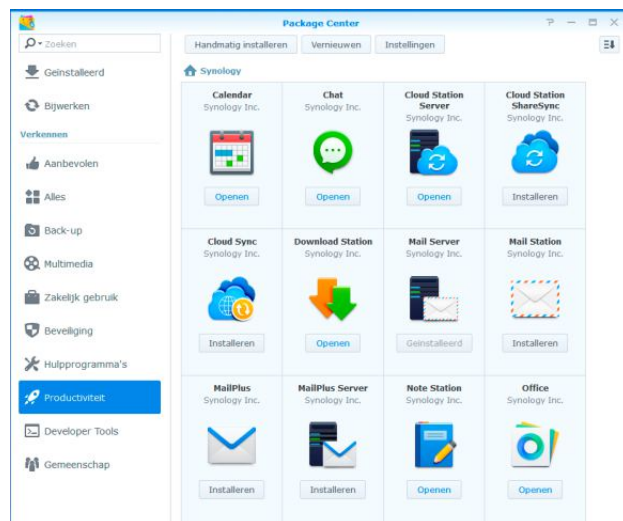 Package Center
Zoeken
Handmatig installeren
Vernieuwen
Instellingen
Geïnstalleerd
Bijwerken
Verkennen
Aanbevolen
Alles
Back-up
Multimedia
Zakelijk gebruik
Beveiliging
Hulpprogramma's
Productiviteit
Developer Tools
Gemeenschap
Synology
Calendar
Synology Inc.
Openen
Chat
Synology Inc.
Openen
Cloud Station
Server
Synology Inc.
Openen
Cloud Station
ShareSync
Synology Inc.
Installeren
Cloud Sync
Synology Inc.
Installeren
Download Station
Synology Inc.
Openen
Mail Server
Synology Inc.
Geïnstalleerd
Mail Station
Synology Inc.
Installeren
MailPlus
Synology Inc.
Installeren
MailPlus Server
Synology Inc.
Installeren
Note Station
Synology Inc.
Openen
Office
Synology Inc.
Openen